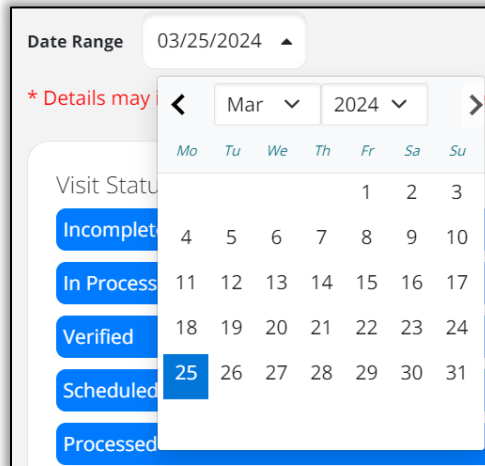 Date Range 03/25/2024
* Details may
Mar 2024
Mo Tu We Th Fr Sa Su
1 2 3
Visit Statu
Incomplet 4 5 6 7 8 9 10
In Process 11 12 13 14 15 16 17
Verified 18 19 20 21 22 23 24
25 26 27 28 29 30 31
Scheduled
Processed